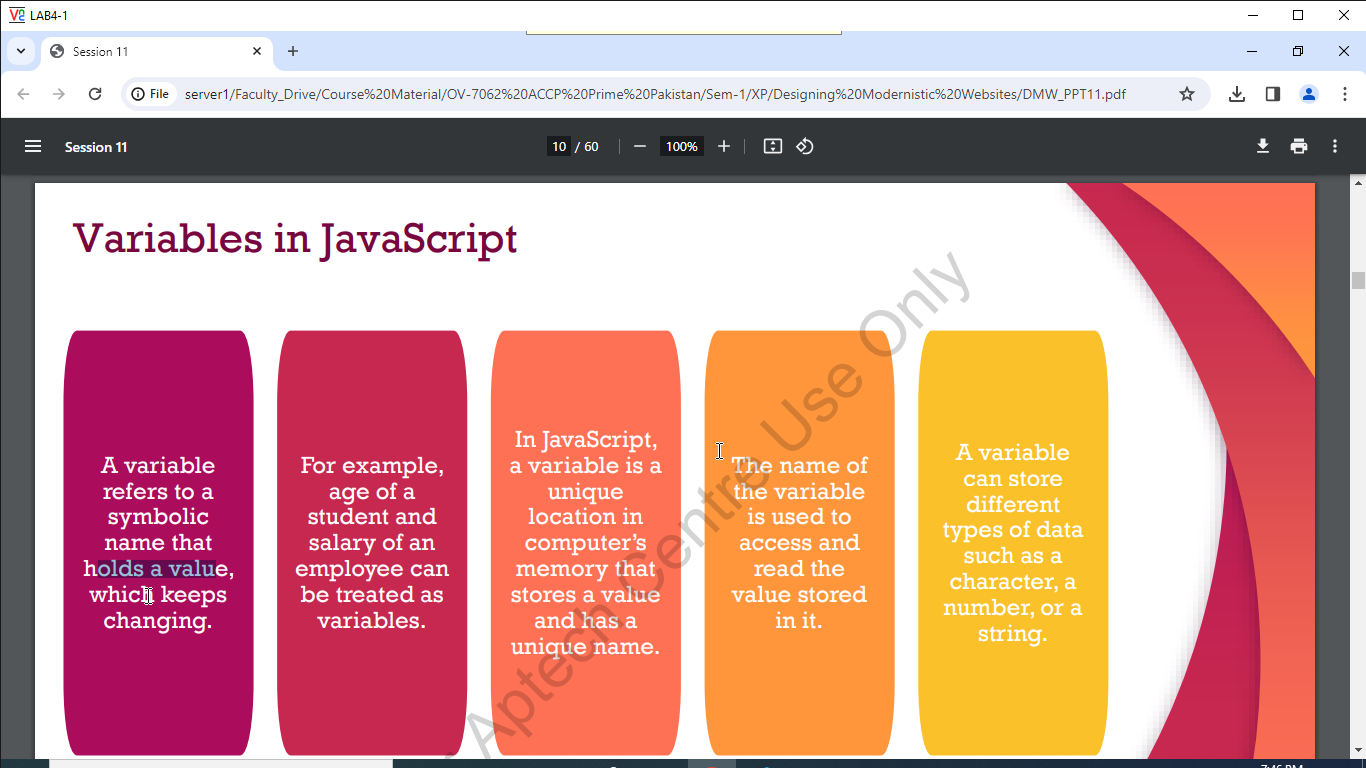 LAB4-1
Session 11
File
server1/Faculty_Drive/Course%20Material/OV-7062%20ACCP%20Prime%20Pakistan/Sem-1/XP/Designing%20Modernistic%20Websites/DMW_PPT11.pdf
Session 11
10 / 60
100%
Variables in JavaScript
A variable
refers to a
symbolic
name that
holds a value,
which keeps
changing.
For example,
age of a
student and
salary of an
employee can
be treated as
variables.
In JavaScript,
a variable is a
unique
location in
computer’s
memory that
stores a value
and has a
unique name.
The name of
the variable
is used to
access and
read the
value stored
in it.
A variable
can store
different
types of data
such as a
character, a
number, or a
string.
Aptech Centre Use Only